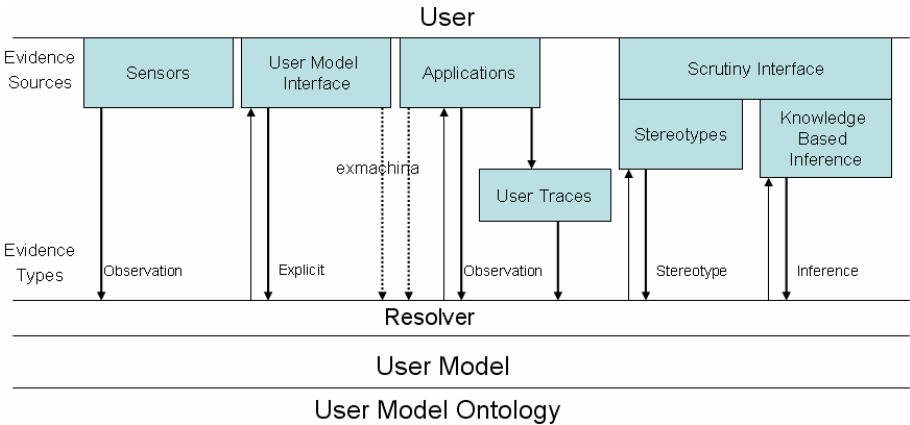 User
Evidence
Sources
Sensors
User Model
Interface
Applications
Scrutiny Interface
Stereotypes
Knowledge
Based
Inference
exmachina
User Traces
Evidence
Types
Observation
Explicit
Observation
Stereotype
Inference
Resolver
User Model
User Model Ontology